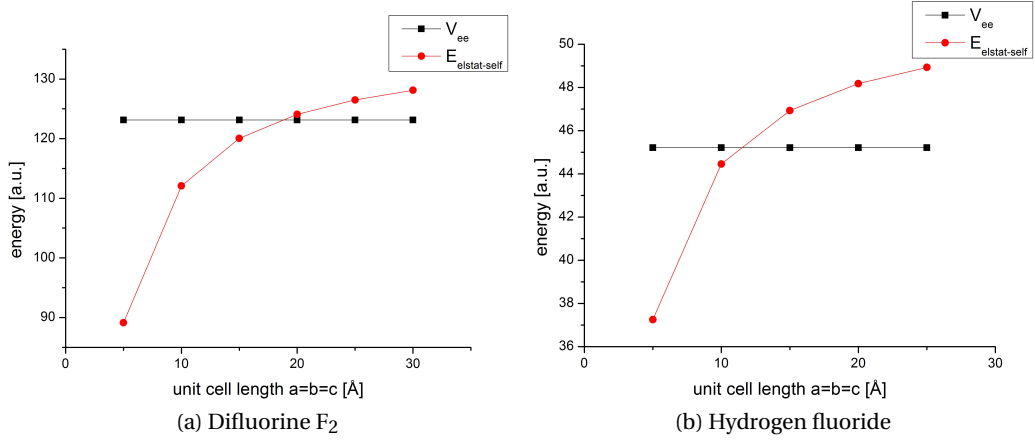 V_ee
E_elstat-self
energy [a.u.]
130
120
110
100
90
0
10
20
30
unit cell length a=b=c [Å]
(a) Difluorine F₂
V_ee
E_elstat-self
energy [a.u.]
50
48
46
44
42
40
38
36
0
10
20
30
unit cell length a=b=c [Å]
(b) Hydrogen fluoride